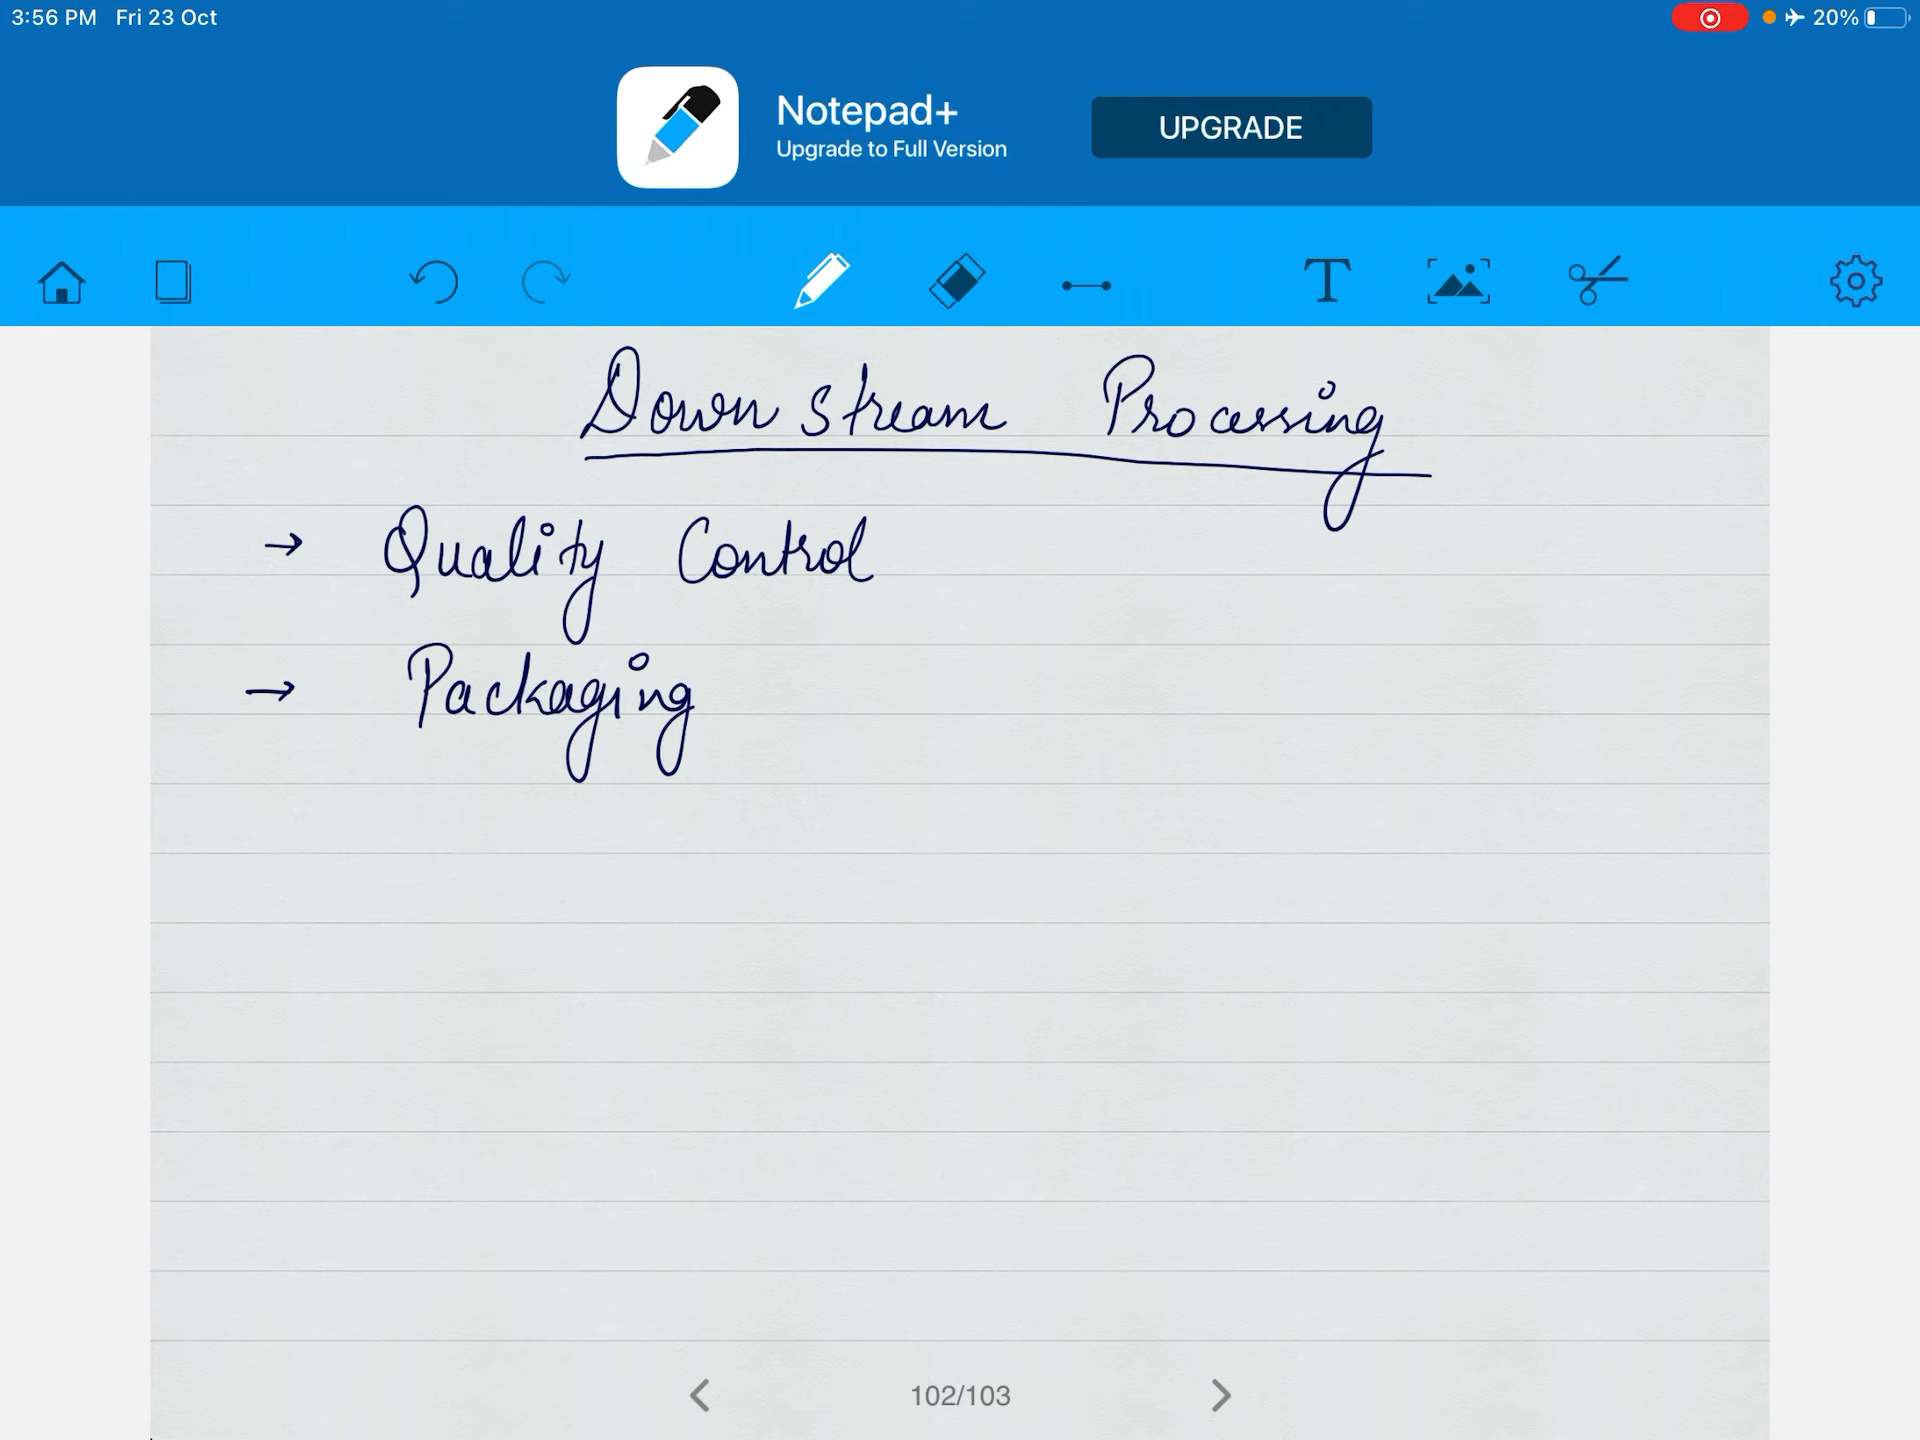 3:56 PM Fri 23 Oct 20%
Notepad+
Upgrade to Full Version
UPGRADE
T
Down stream Processing
→ Quality Control
→ Packaging
102/103